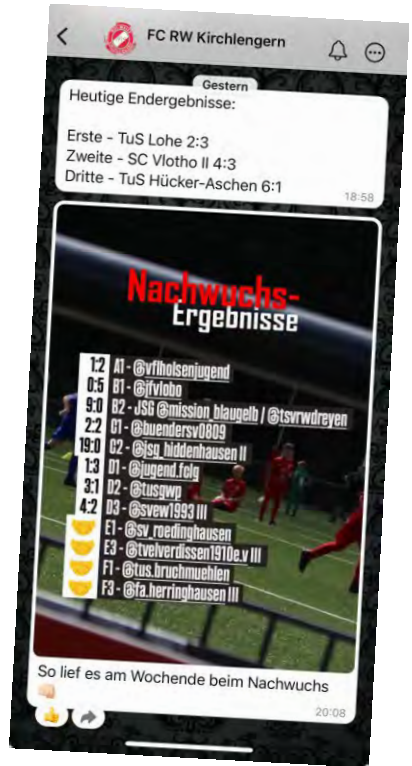 FC RW Kirchlengern
Gestern
Heutige Endergebnisse:
Erste - TuS Lohe 2:3
Zweite - SC Vlotho II 4:3
Dritte - TuS Hücker-Aschen 6:1
18:58
Nachwuchs-
Ergebnisse
1:2 A1 - @vflholsenjugend
0:5 B1 - @jfvlobo
9:0 B2 - JSG @mission_blaugelb / @tsvrwdreyen
2:2 C1 - @buendersv0809
19:0 C2 - @jsg_hiddenhausen II
1:3 D1 - @jugend.folg
3:1 D2 - @tusgwp
4:2 D3 - @svew1993 III
🤝 E1 - @sv_roedinghausen
🤝 E3 - @tvelverdissen1910e.v III
🤝 F1 - @tus.bruchmuehlen
🤝 F3 - @fa.herringhausen III
So lief es am Wochende beim Nachwuchs
👊🏻
20:08